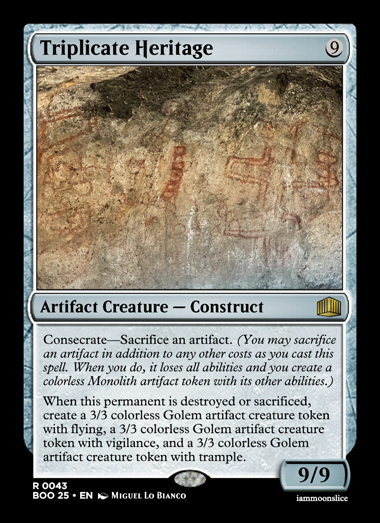 Triplicate Heritage 9
Artifact Creature — Construct
Consecrate—Sacrifice an artifact. (You may sacrifice
an artifact in addition to any other costs as you cast this
spell. When you do, it loses all abilities and you create a
colorless Monolith artifact token with its other abilities.)
When this permanent is destroyed or sacrificed,
create a 3/3 colorless Golem artifact creature token
with flying, a 3/3 colorless Golem artifact creature
token with vigilance, and a 3/3 colorless Golem
artifact creature token with trample.
9/9
R 0043
BOO 25 • EN Miguel Lo Bianco
iammoonslice